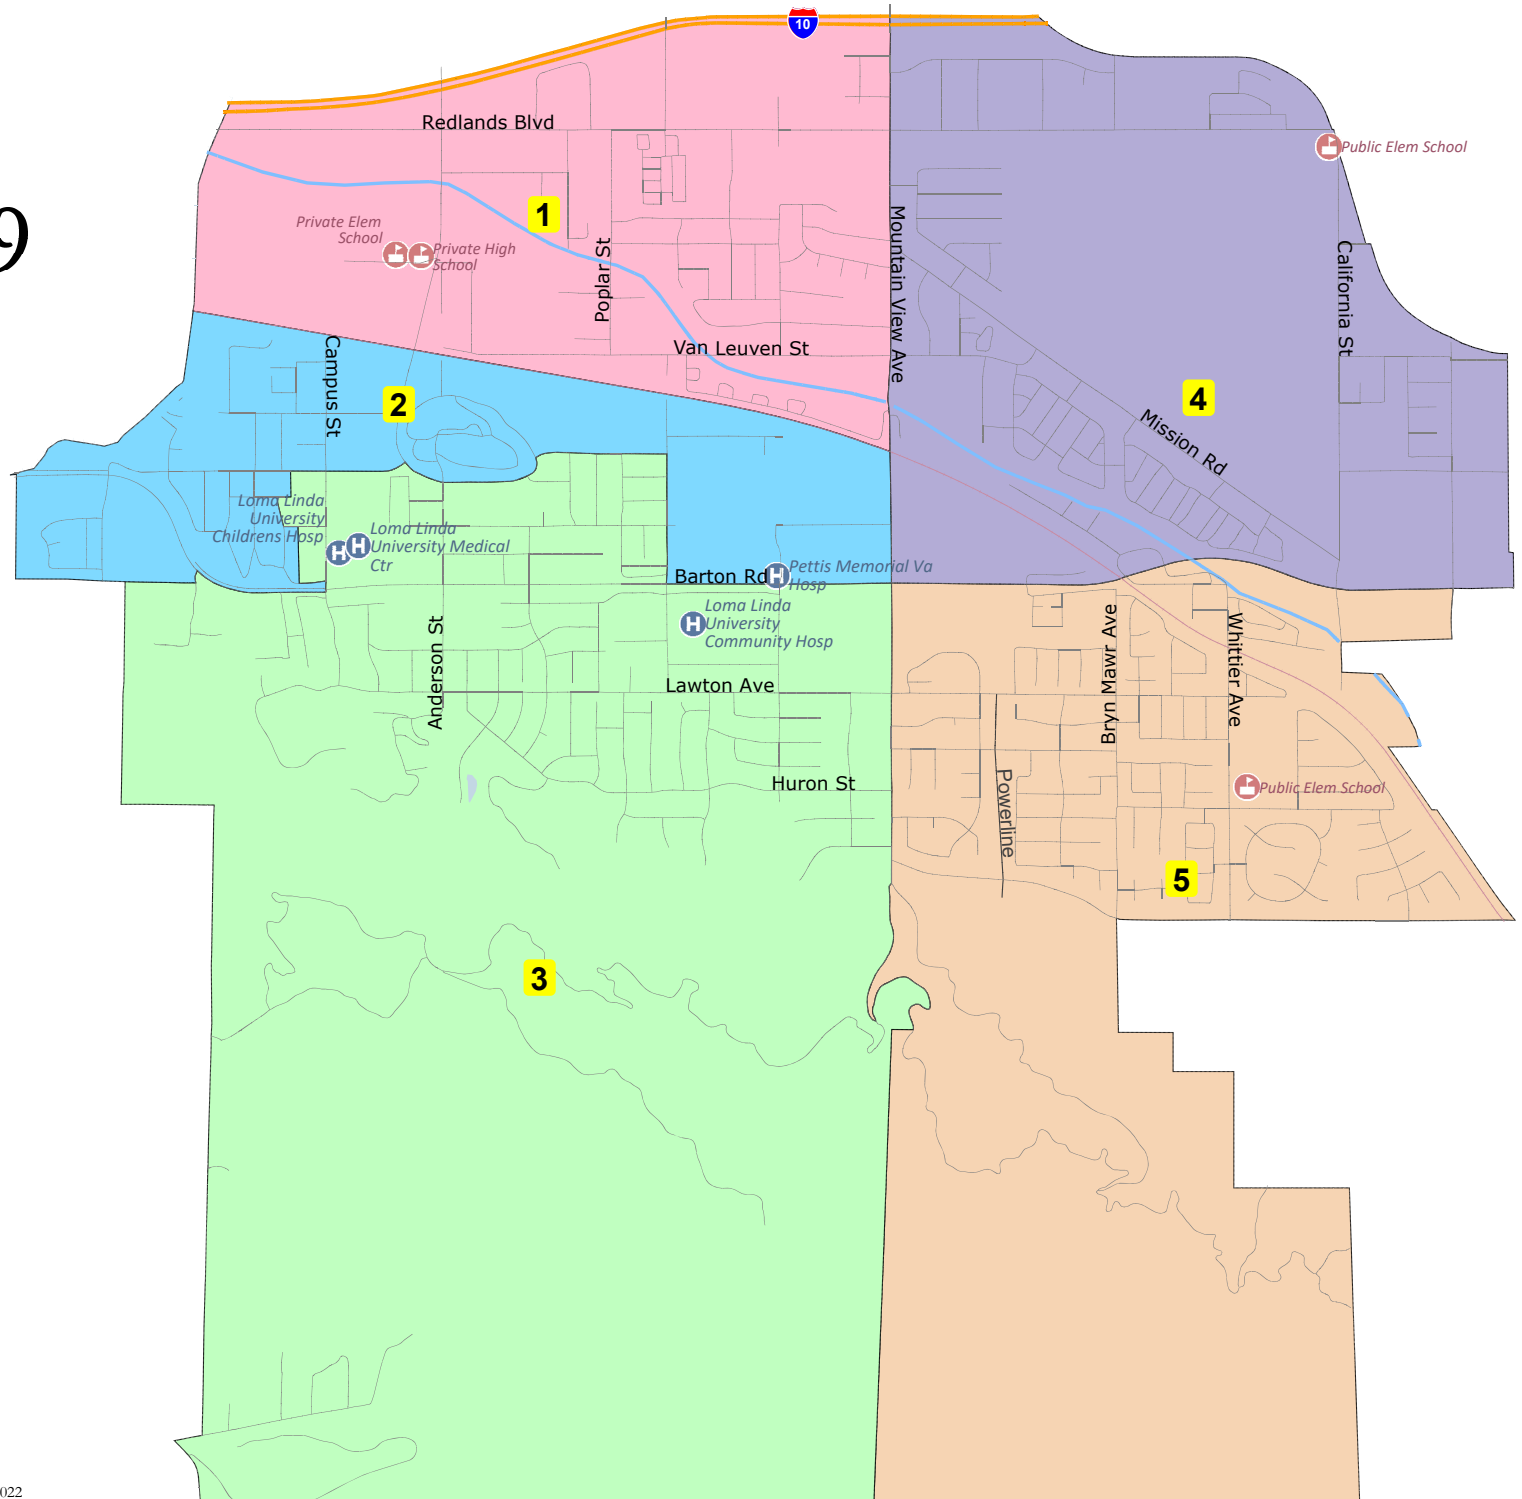 10
Redlands Blvd
Public Elem School
9
1
Private Elem
School
Private High
School
Poplar St
Mountain View Ave
California St
Van Leuven St
Campus St
2
4
Mission Rd
Loma Linda
University
Childrens Hosp
Loma Linda
University Medical
Ctr
Barton Rd
Pettis Memorial Va
Hosp
Loma Linda
University
Community Hosp
Anderson St
Lawton Ave
Bryn Mawr Ave
Whittier Ave
Huron St
Powerline
Public Elem School
5
3
022